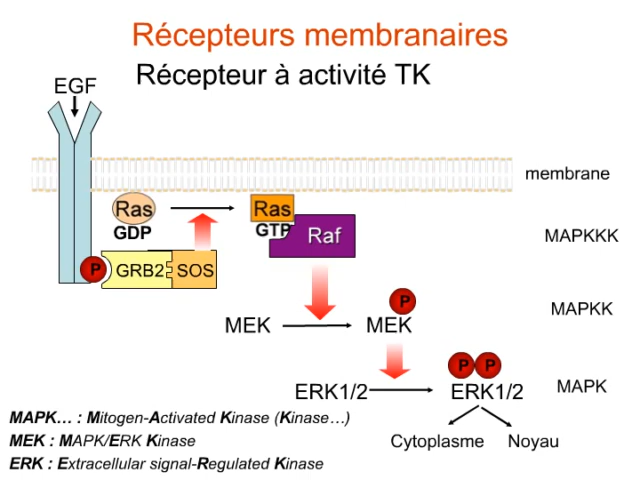 Récepteurs membranaires
Récepteur à activité TK
EGF
membrane
Ras
Ras
GDP
GTP
Raf
MAPKKK
P
GRB2
SOS
P
MAPKK
MEK
MEK
P P
MAPK
ERK1/2
ERK1/2
MAPK… : Mitogen-Activated Kinase (Kinase…)
Cytoplasme
Noyau
MEK : MAPK/ERK Kinase
ERK : Extracellular signal-Regulated Kinase